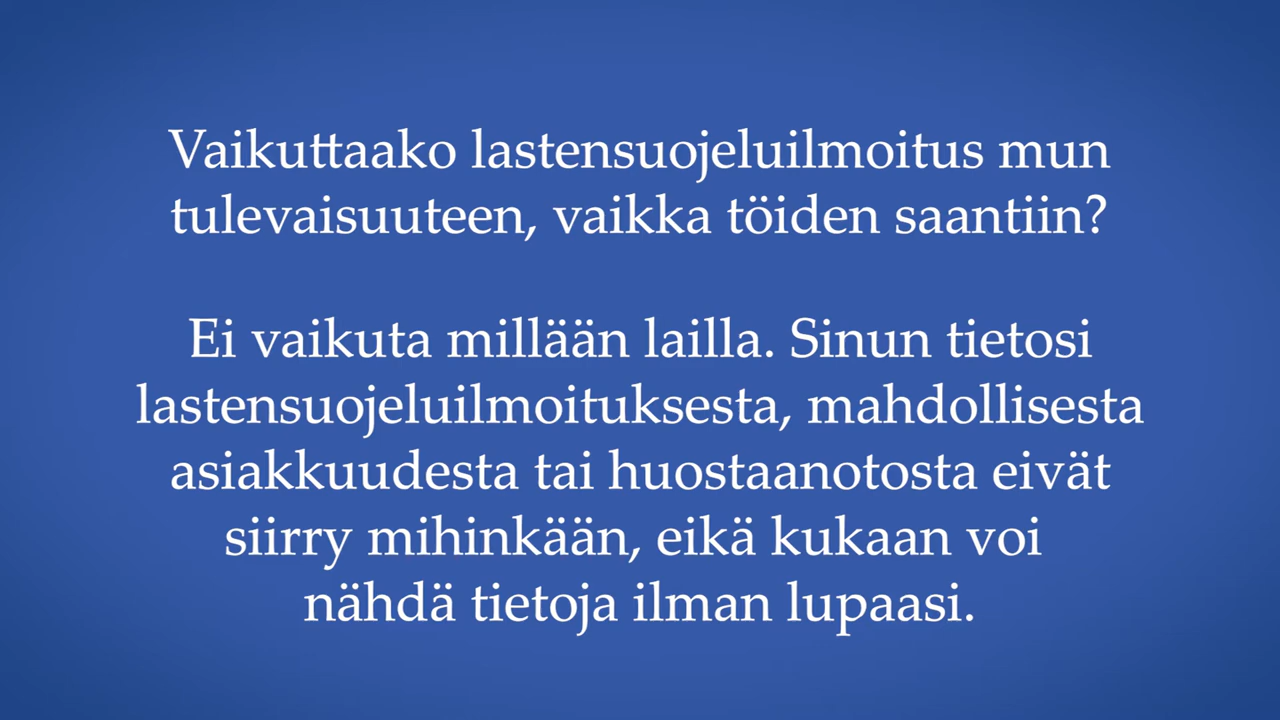 Vaikuttaako lastensuojeluilmoitus mun
tulevaisuuteen, vaikka töiden saantiin?
Ei vaikuta millään lailla. Sinun tietosi
lastensuojeluilmoituksesta, mahdollisesta
asiakkuudesta tai huostaanotosta eivät
siirry mihinkään, eikä kukaan voi
nähdä tietoja ilman lupaasi.